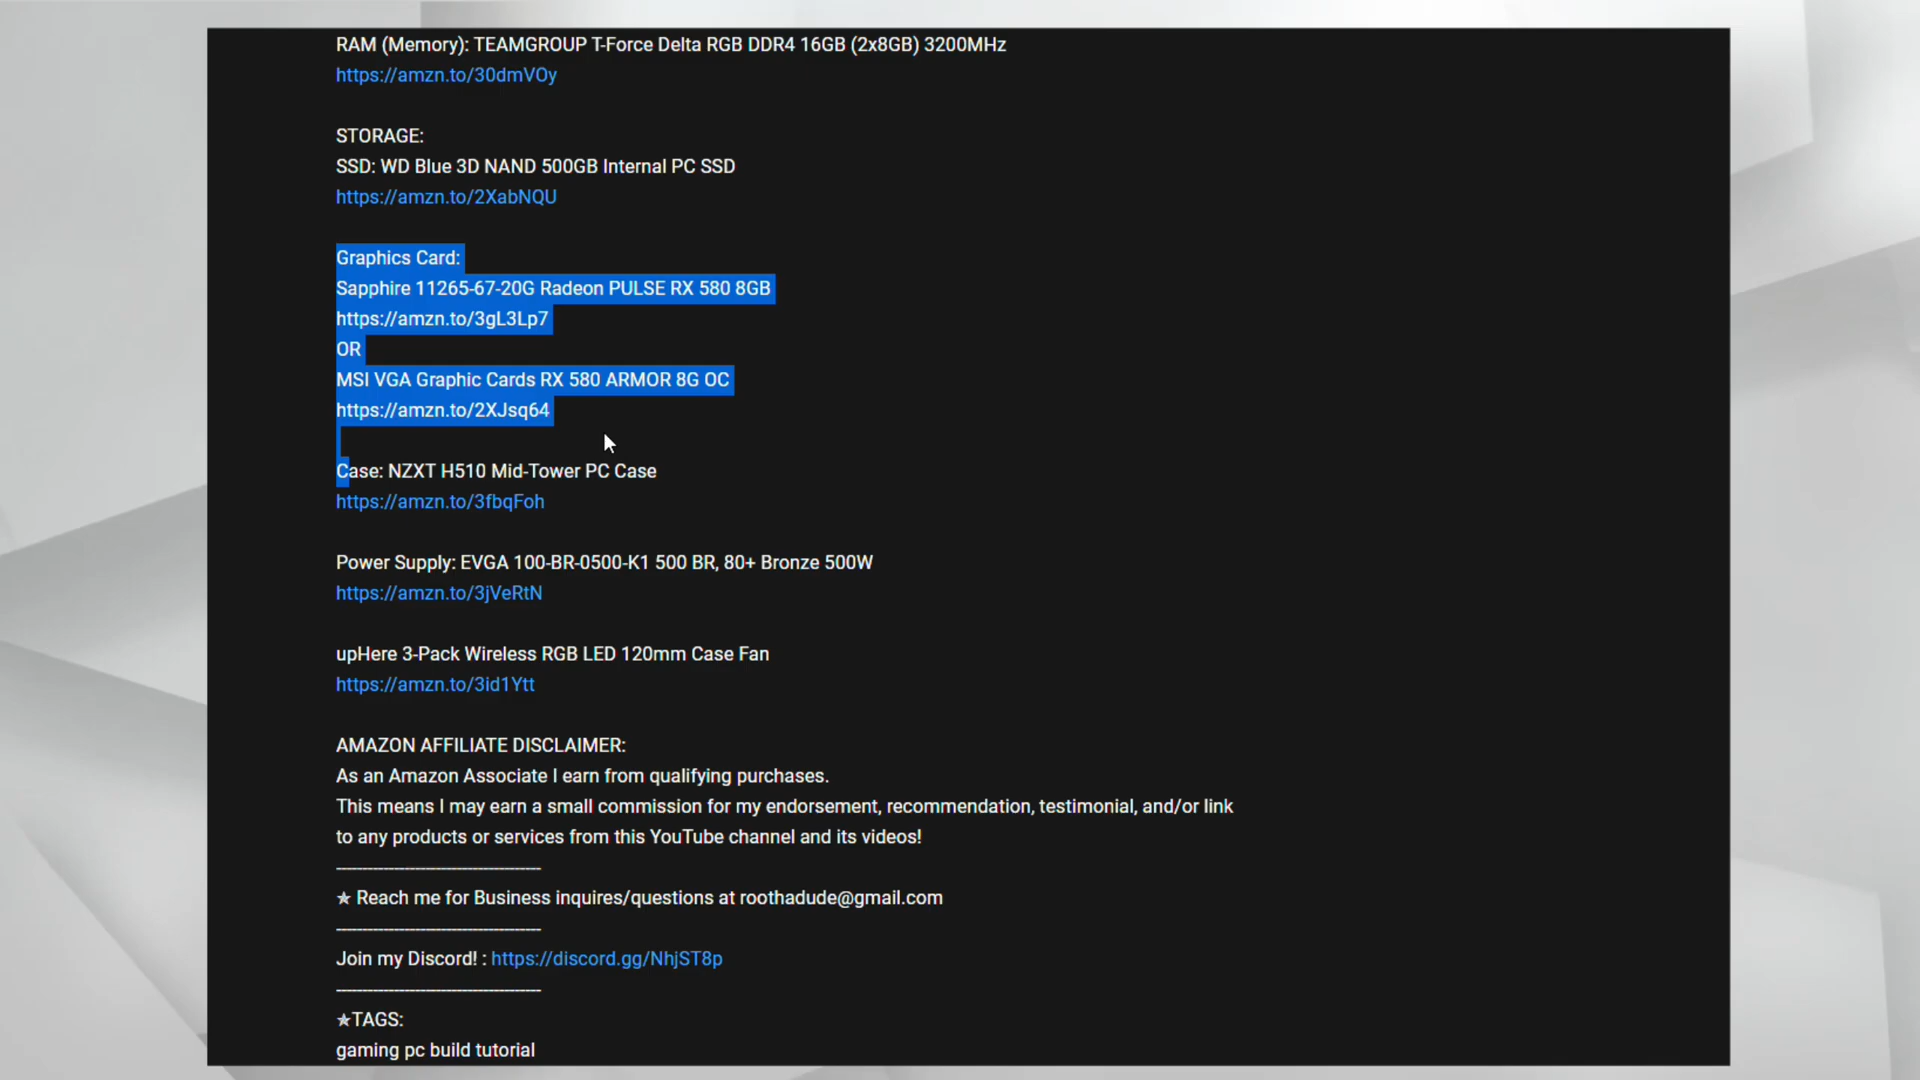 RAM (Memory): TEAMGROUP T-Force Delta RGB DDR4 16GB (2x8GB) 3200MHz
https://amzn.to/30dmVOy
STORAGE:
SSD: WD Blue 3D NAND 500GB Internal PC SSD
https://amzn.to/2XabNQU
Graphics Card:
Sapphire 11265-67-20G Radeon PULSE RX 580 8GB
https://amzn.to/3gL3Lp7
OR
MSI VGA Graphic Cards RX 580 ARMOR 8G OC
https://amzn.to/2XJsq64
Case: NZXT H510 Mid-Tower PC Case
https://amzn.to/3fbqFoh
Power Supply: EVGA 100-BR-0500-K1 500 BR, 80+ Bronze 500W
https://amzn.to/3jVeRtN
upHere 3-Pack Wireless RGB LED 120mm Case Fan
https://amzn.to/3id1Ytt
AMAZON AFFILIATE DISCLAIMER:
As an Amazon Associate I earn from qualifying purchases.
This means I may earn a small commission for my endorsement, recommendation, testimonial, and/or link
to any products or services from this YouTube channel and its videos!
-----------------------------------------
✭ Reach me for Business inquires/questions at roothadude@gmail.com
-----------------------------------------
Join my Discord! : https://discord.gg/NhjST8p
-----------------------------------------
✭TAGS:
gaming pc build tutorial